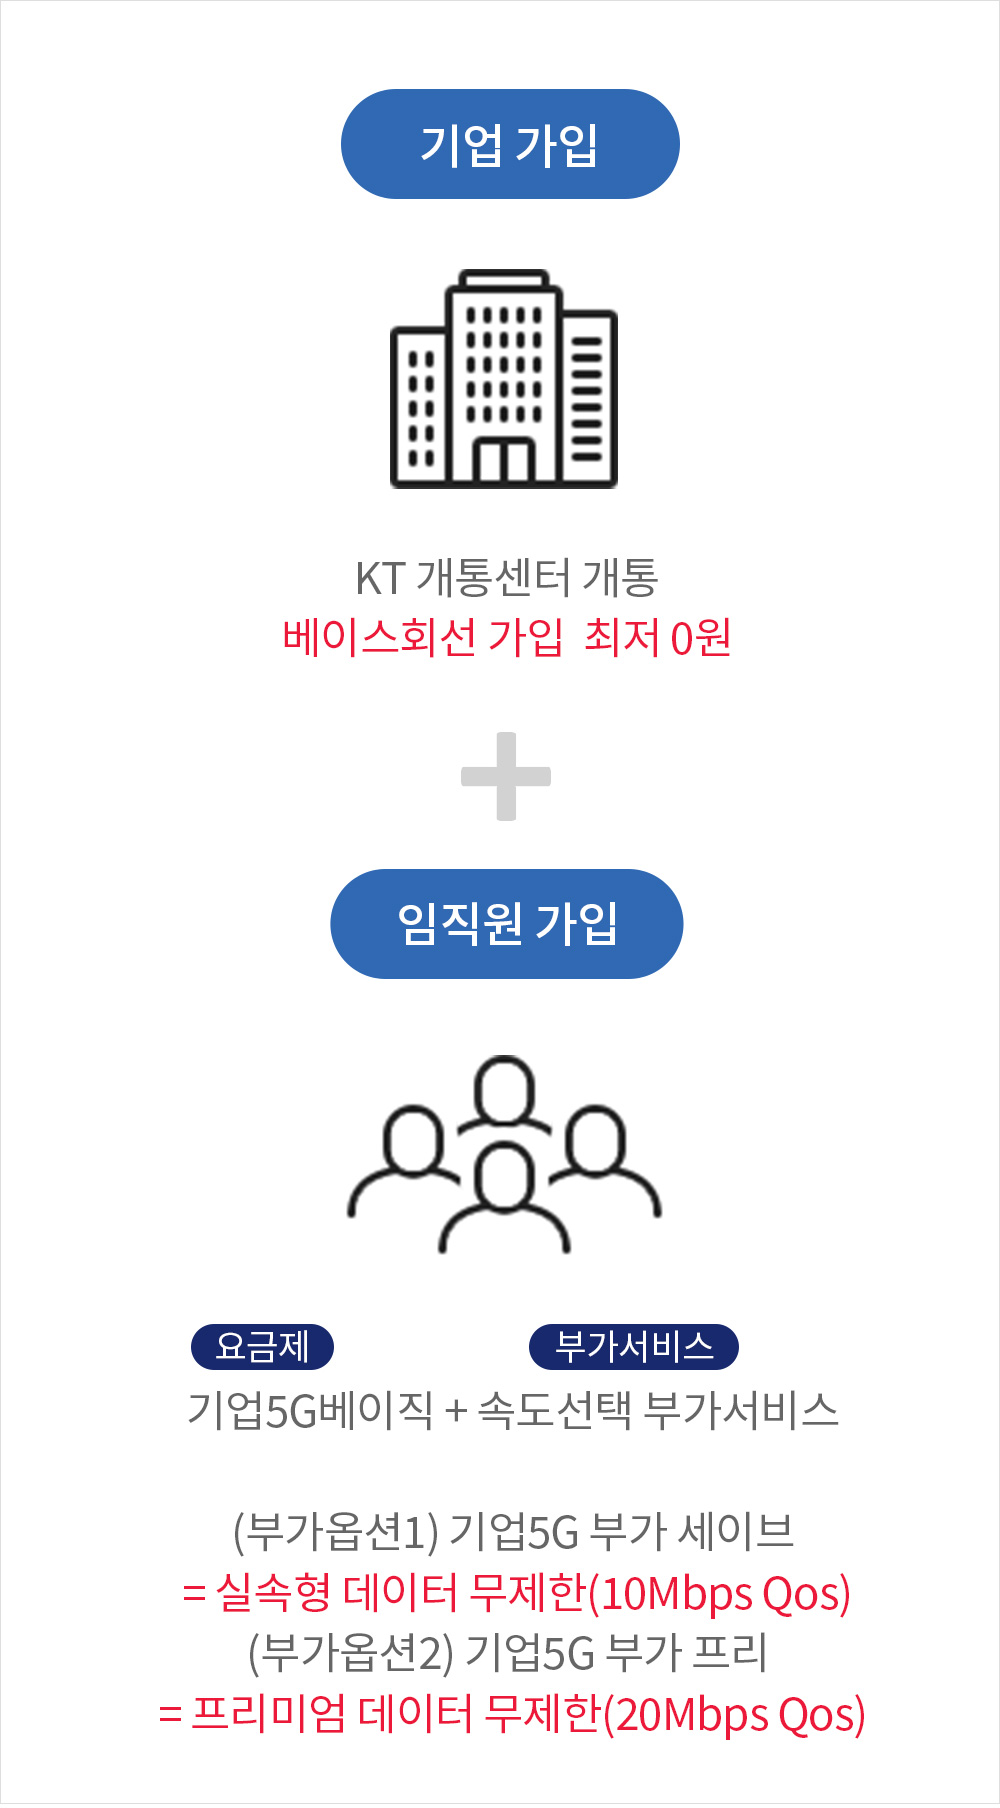 기업 가입
KT 개통센터 개통
베이스회선 가입 최저 0원
+
임직원 가입
요금제 부가서비스
기업5G베이직 + 속도선택 부가서비스
(부가옵션1) 기업5G 부가 세이브
= 실속형 데이터 무제한(10Mbps Qos)
(부가옵션2) 기업5G 부가 프리
= 프리미엄 데이터 무제한(20Mbps Qos)